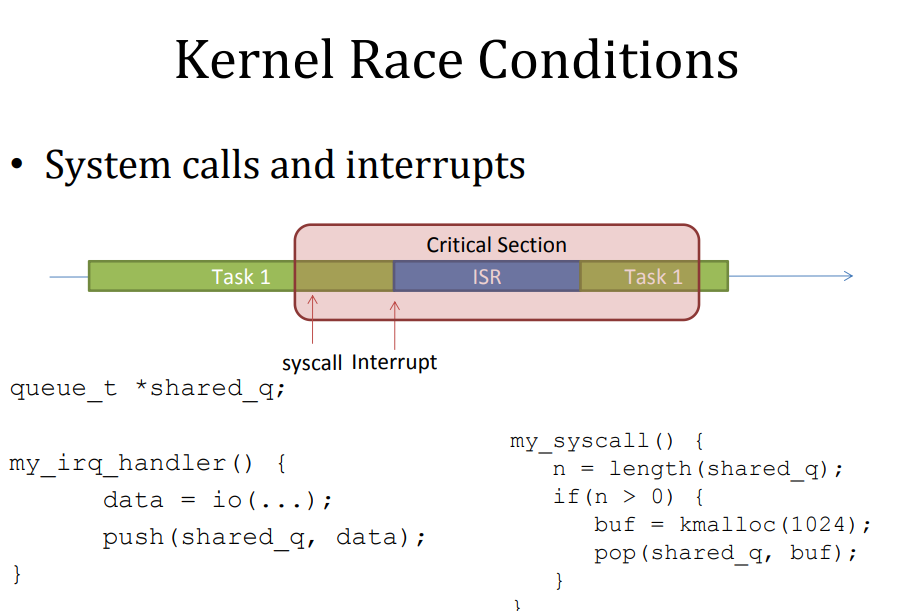 Kernel Race Conditions
• System calls and interrupts
Critical Section
Task 1 ISR Task 1
syscall Interrupt
queue_t *shared_q;
my_irq_handler() {
data = io(...);
push(shared_q, data);
}
my_syscall() {
n = length(shared_q);
if(n > 0) {
buf = kmalloc(1024);
pop(shared_q, buf);
}
}